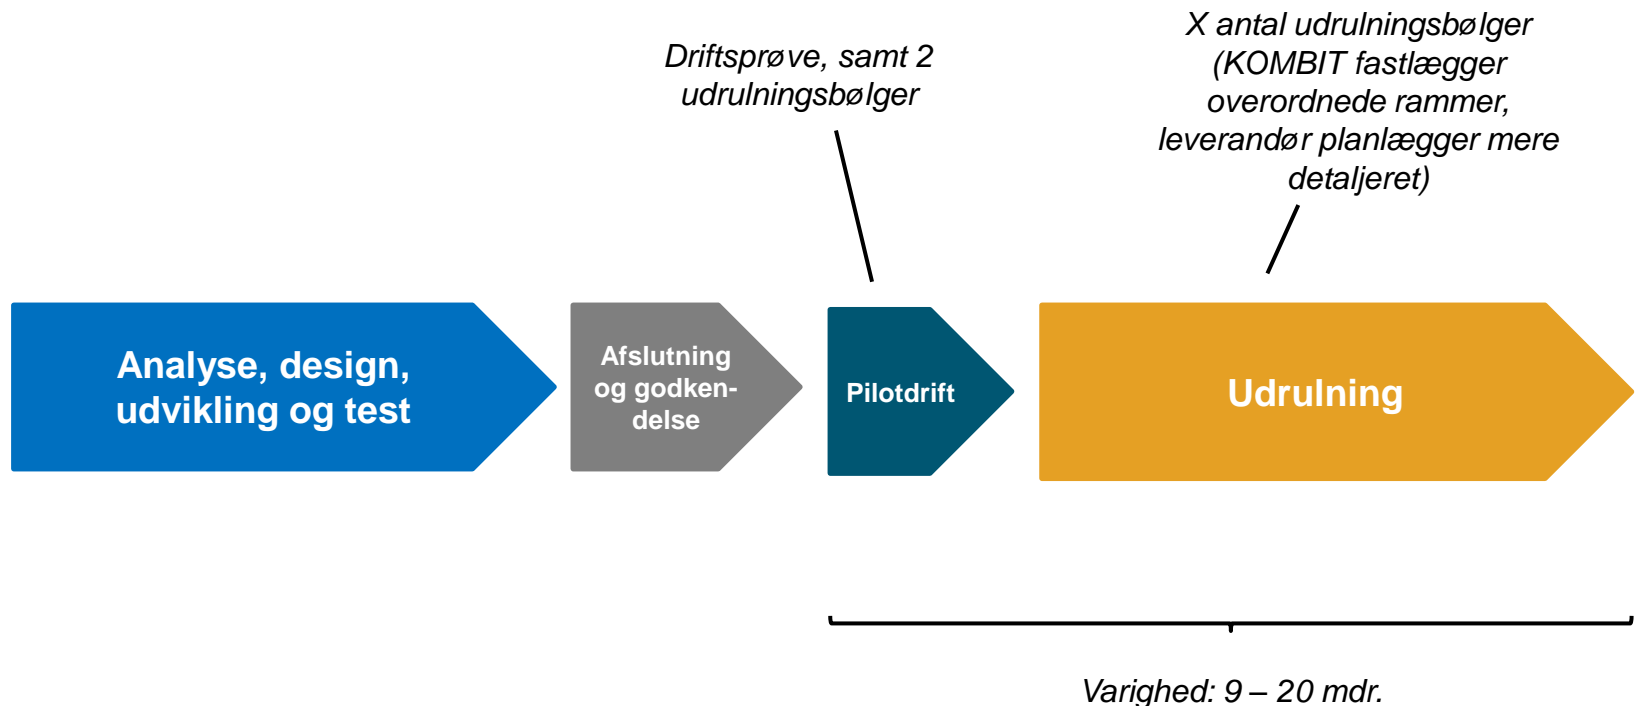 Driftsprøve, samt 2
udrulningsbølger
X antal udrulningsbølger
(KOMBIT fastlægger
overordnede rammer,
leverandør planlægger mere
detaljeret)
Analyse, design,
udvikling og test
Afslutning
og godken-
delse
Pilotdrift
Udrulning
Varighed: 9 – 20 mdr.